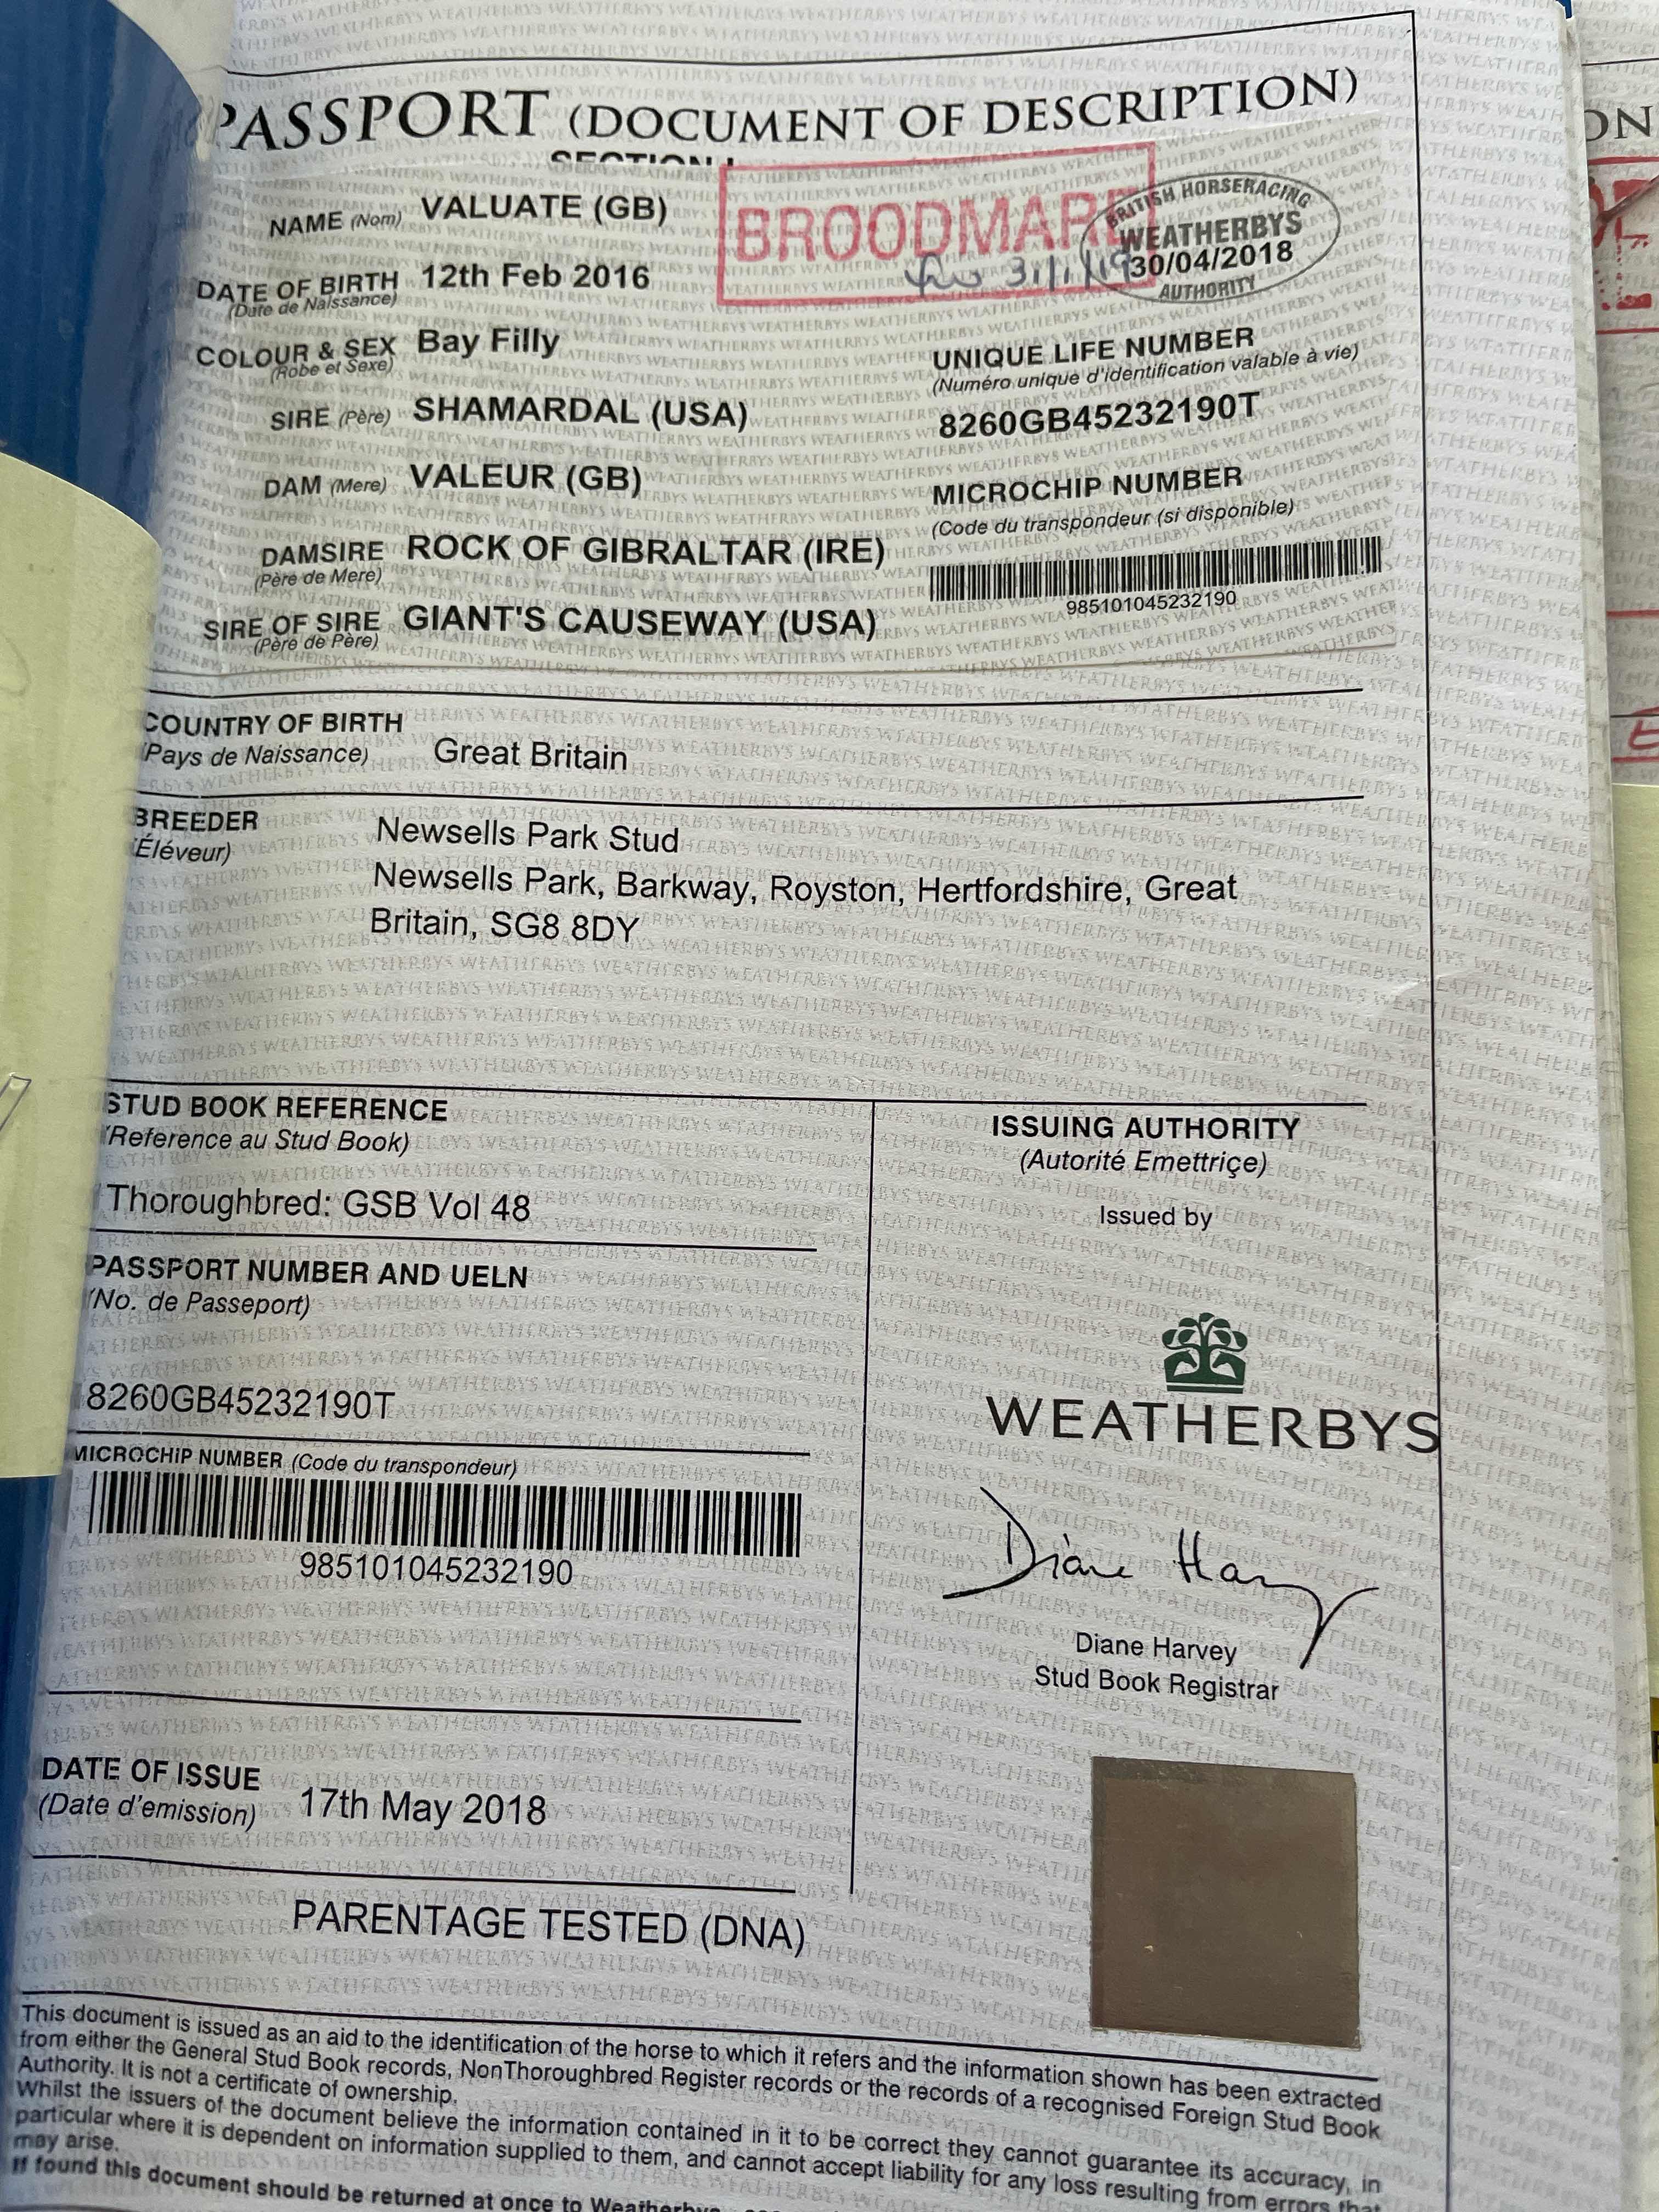 PASSPORT (DOCUMENT OF DESCRIPTION)
SECTION I
NAME (Nom) VALUATE (GB)
BROODMARE
31/1/19
BRITISH HORSERACING
WEATHERBYS
30/04/2018
AUTHORITY
DATE OF BIRTH 12th Feb 2016
(Date de Naissance)
COLOUR & SEX Bay Filly
(Robe et Sexe)
UNIQUE LIFE NUMBER
(Numéro unique d'identification valable à vie)
8260GB45232190T
SIRE (Père) SHAMARDAL (USA)
DAM (Mere) VALEUR (GB)
MICROCHIP NUMBER
(Code du transpondeur (si disponible)
985101045232190
DAMSIRE ROCK OF GIBRALTAR (IRE)
(Père de Mere)
SIRE OF SIRE GIANT'S CAUSEWAY (USA)
(Père de Père)
COUNTRY OF BIRTH
(Pays de Naissance) Great Britain
BREEDER Newsells Park Stud
(Éléveur)
Newsells Park, Barkway, Royston, Hertfordshire, Great
Britain, SG8 8DY
STUD BOOK REFERENCE
(Reference au Stud Book)
Thoroughbred: GSB Vol 48
PASSPORT NUMBER AND UELN
(No. de Passeport)
8260GB45232190T
MICROCHIP NUMBER (Code du transpondeur)
985101045232190
DATE OF ISSUE
(Date d'emission) 17th May 2018
PARENTAGE TESTED (DNA)
ISSUING AUTHORITY
(Autorité Emettriçe)
Issued by
WEATHERBYS
Diane Harvey
Diane Harvey
Stud Book Registrar
This document is issued as an aid to the identification of the horse to which it refers and the information shown has been extracted
from either the General Stud Book records, NonThoroughbred Register records or the records of a recognised Foreign Stud Book
Authority. It is not a certificate of ownership.
Whilst the issuers of the document believe the information contained in it to be correct they cannot guarantee its accuracy, in
particular where it is dependent on information supplied to them, and cannot accept liability for any loss resulting from errors that
may arise.
If found this document should be returned at once to Weatherbys